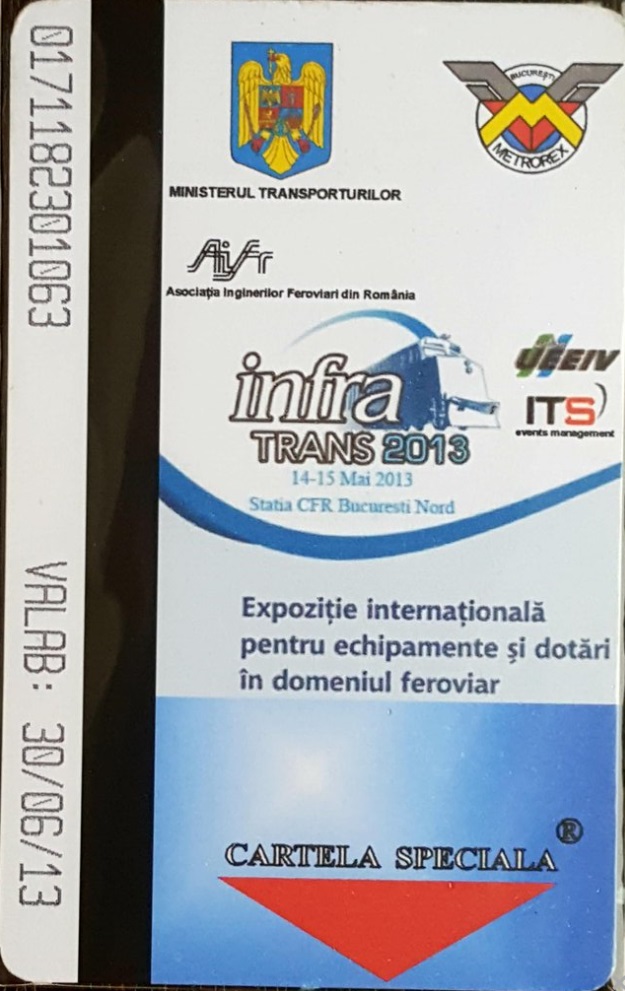 0171182301063
VALAB: 30/06/13
BUCUREȘTI
METROREX
MINISTERUL TRANSPORTURILOR
AIFR
Asociația Inginerilor Feroviari din România
infra
TRANS 2013
14-15 Mai 2013
Statia CFR Bucuresti Nord
UEEIV
ITS
events management
Expoziție internațională
pentru echipamente și dotări
în domeniul feroviar
CARTELA SPECIALA ®